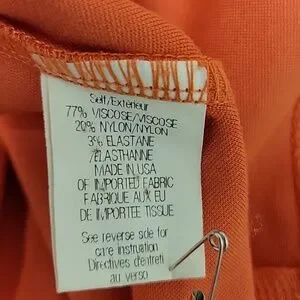 Self/Extérieur
77% VISCOSE/VISCOSE
20% NYLON/NYLON
3% ELASTANE
/ELASTHANNE
MADE IN USA
OF IMPORTED FABRIC
FABRIQUE AUX EU
DE IMPORTEE TISSUE
See reverse side for
care instruction
Directives d'entreti
au verso